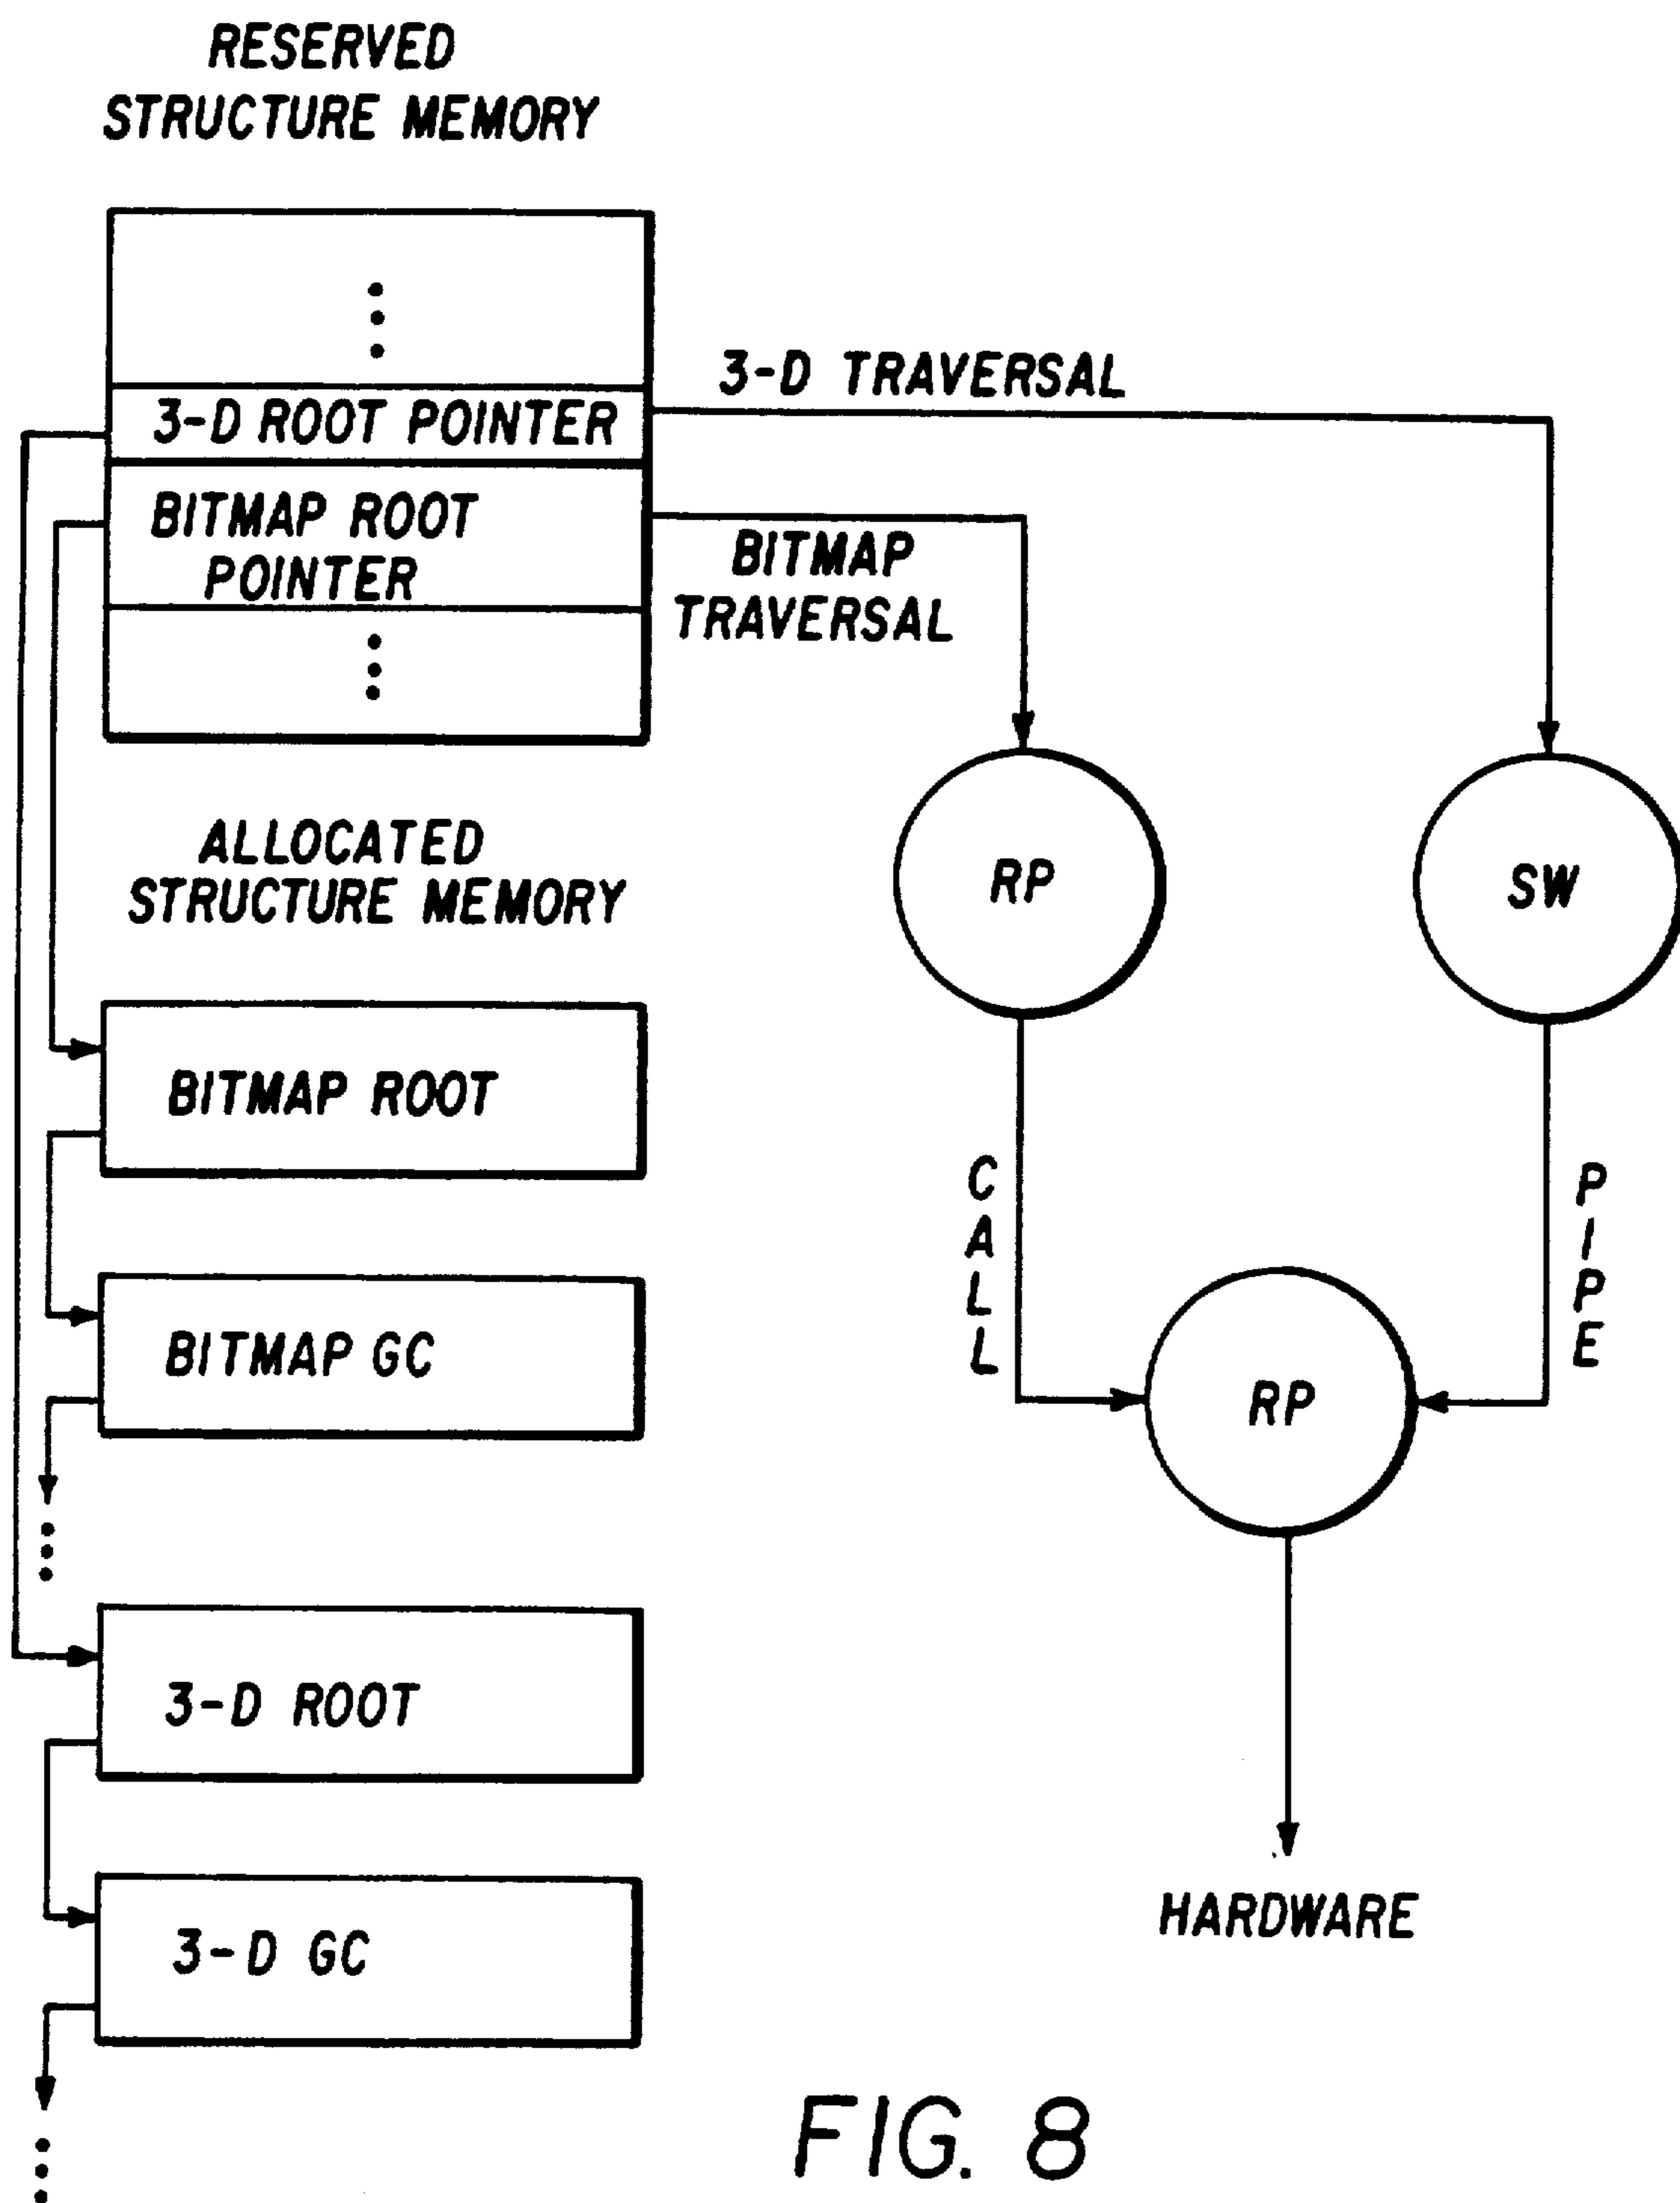 RESERVED
STRUCTURE MEMORY
3-D ROOT POINTER
BITMAP ROOT
POINTER
3-D TRAVERSAL
BITMAP
TRAVERSAL
RP
SW
ALLOCATED
STRUCTURE MEMORY
BITMAP ROOT
BITMAP GC
3-D ROOT
3-D GC
CALL
PIPE
RP
HARDWARE
FIG. 8